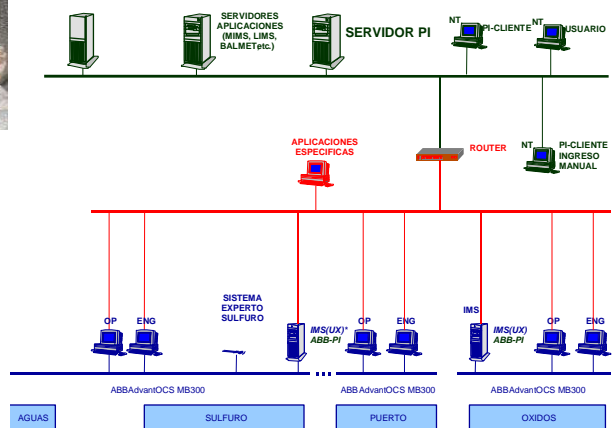 SERVIDORES
APLICACIONES
(MIMS, LIMS,
BALMETetc.)
SERVIDOR PI
NT
PI-CLIENTE
NT
USUARIO
APLICACIONES
ESPECIFICAS
ROUTER
NT
PI-CLIENTE
INGRESO
MANUAL
OP
ENG
SISTEMA
EXPERTO
SULFURO
IMS(UX)*
ABB-PI
OP
ENG
IMS
IMS(UX)
ABB-PI
OP
ENG
...
ABBAdvantOCS MB300
ABBAdvantOCS MB300
ABBAdvantOCS MB300
AGUAS
SULFURO
PUERTO
OXIDOS